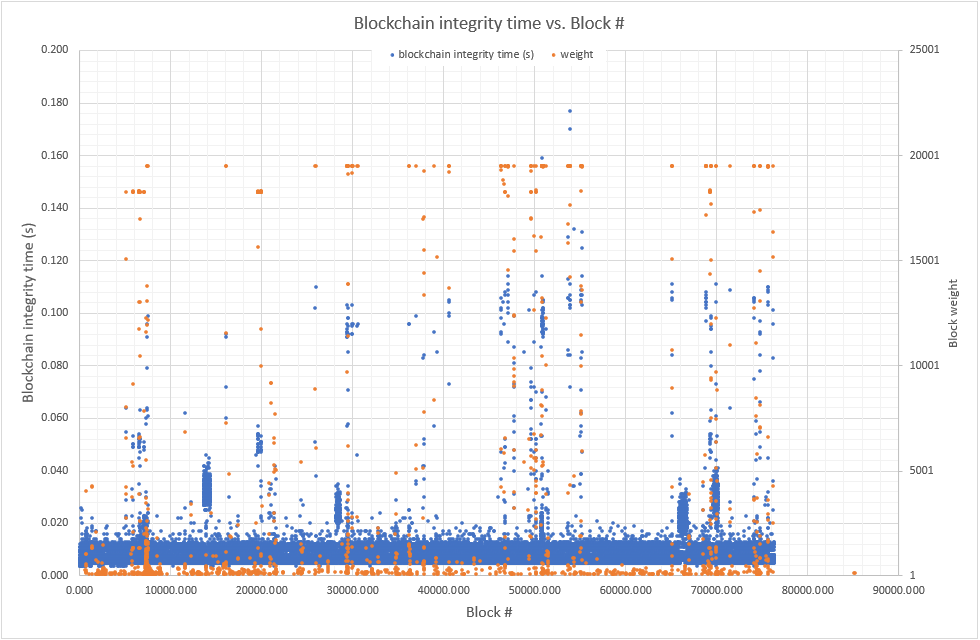 Blockchain integrity time vs. Block #
blockchain integrity time (s) weight
0.200 25001
0.180
0.160 20001
0.140
0.120 15001
0.100
0.080 10001
0.060
0.040 5001
0.020
0.000 1
Blockchain integrity time (s)
Block weight
0.000 10000.000 20000.000 30000.000 40000.000 50000.000 60000.000 70000.000 80000.000 90000.000
Block #